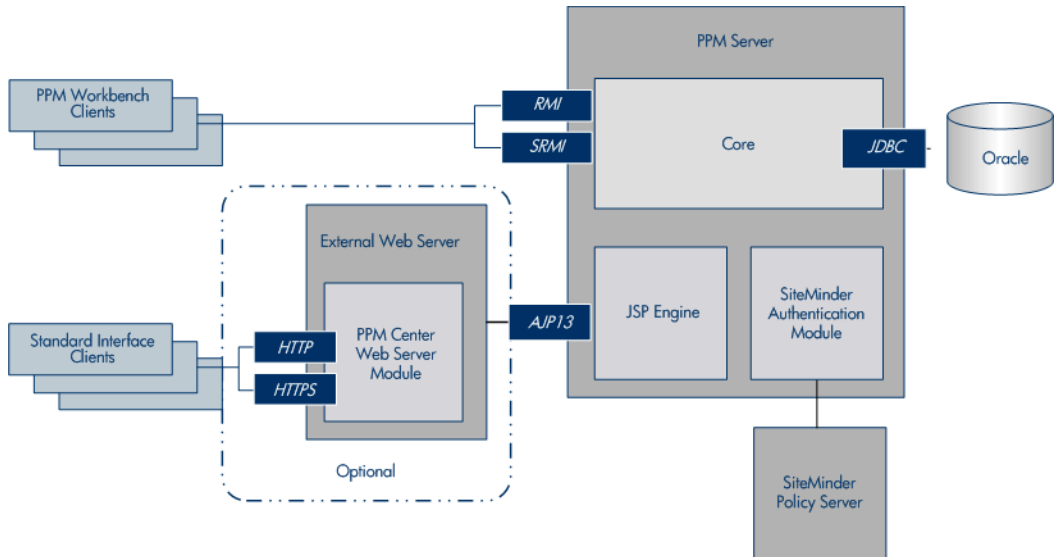 PPM Server
PPM Workbench
Clients
RMI
SRMI
Core
JDBC
Oracle
External Web Server
PPM Center
Web Server
Module
HTTP
HTTPS
Standard Interface
Clients
AJP13
JSP Engine
SiteMinder
Authentication
Module
Optional
SiteMinder
Policy Server